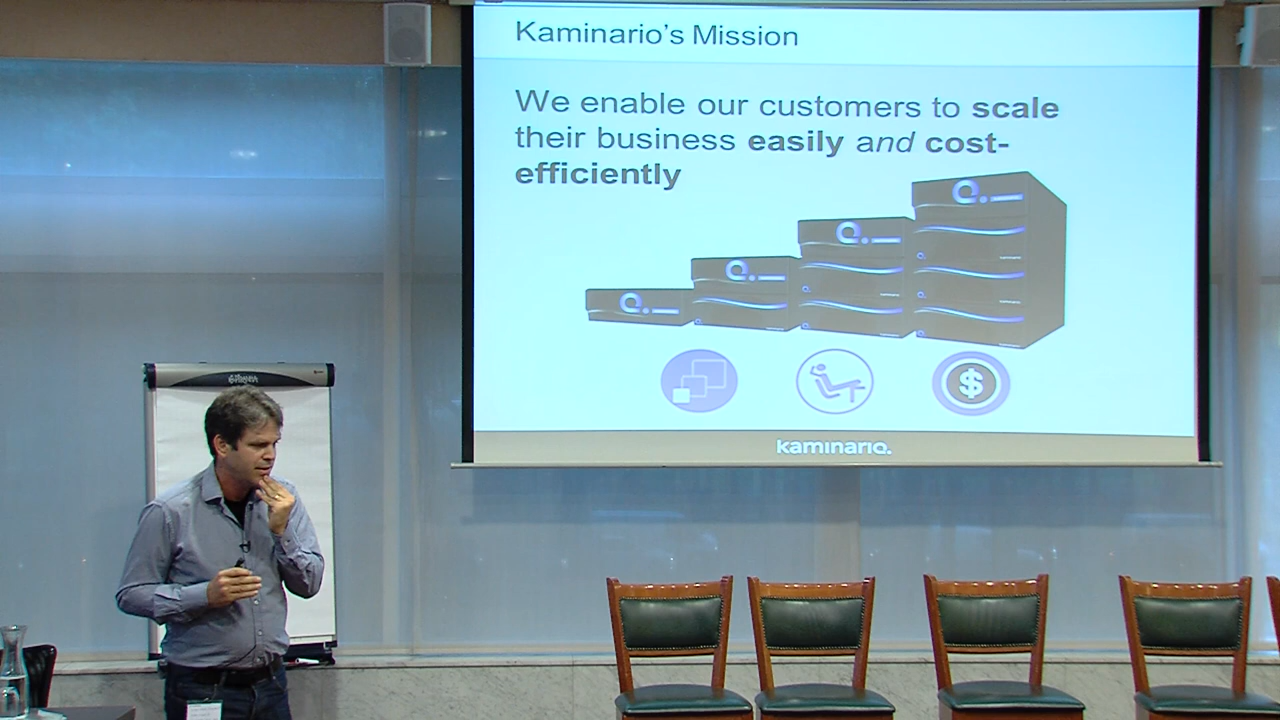 Kaminario's Mission
We enable our customers to scale
their business easily and cost-
efficiently
$
kaminario.